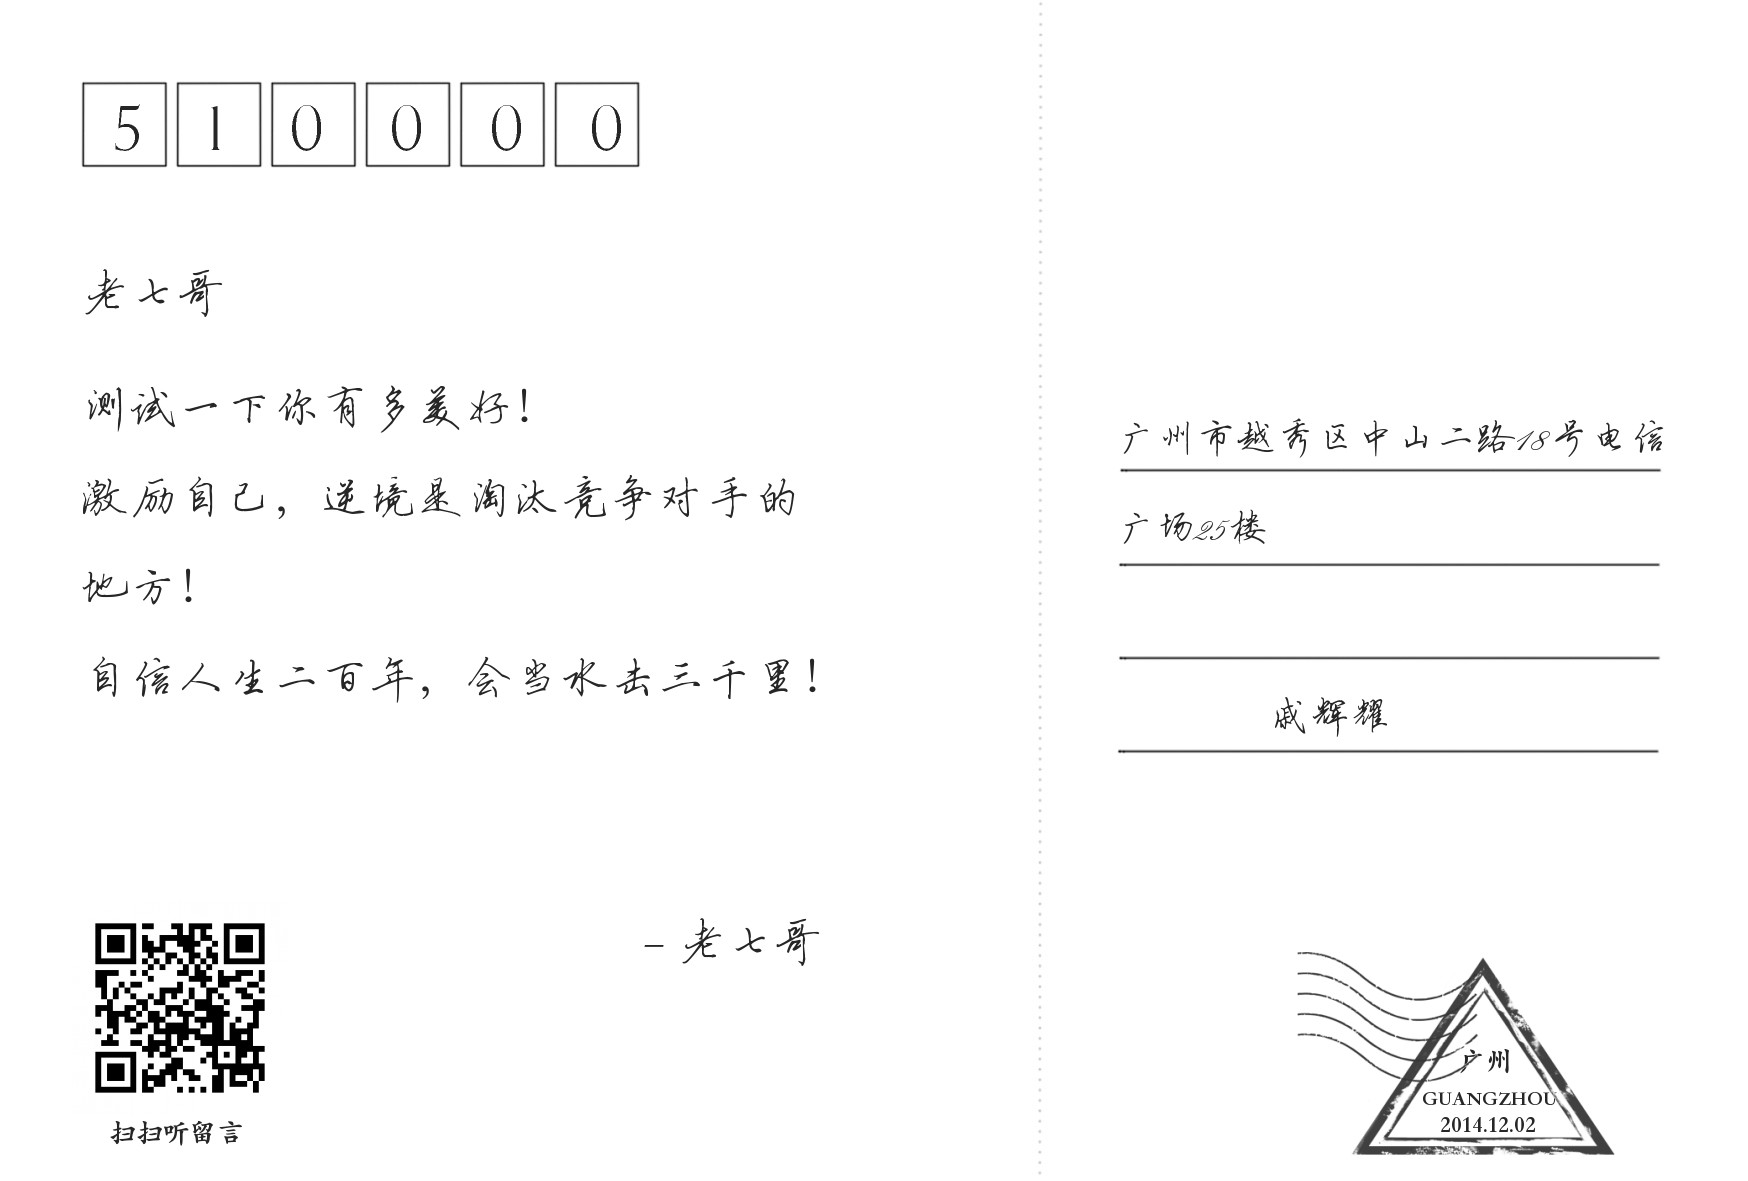 510000
老七哥
测试一下你有多美好!
激励自己，逆境是淘汰竞争对手的
地方!
自信人生二百年，会当水击三千里!
- 老七哥
扫扫听留言
广州市越秀区中山二路18号电信
广场25楼
戚辉耀
广州
GUANGZHOU
2014.12.02